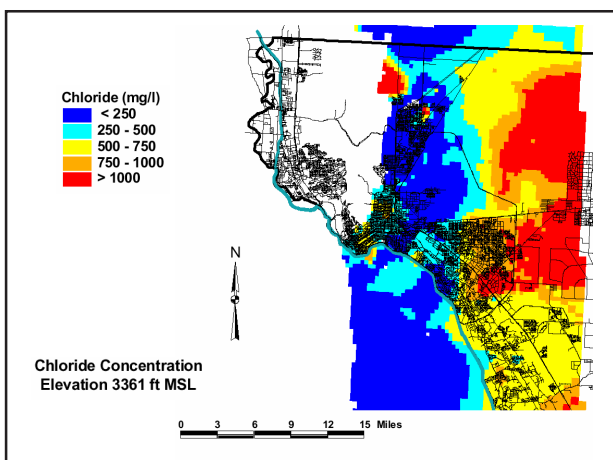 Chloride (mg/l)
< 250
250 - 500
500 - 750
750 - 1000
> 1000
N
Chloride Concentration
Elevation 3361 ft MSL
0 3 6 9 12 15 Miles